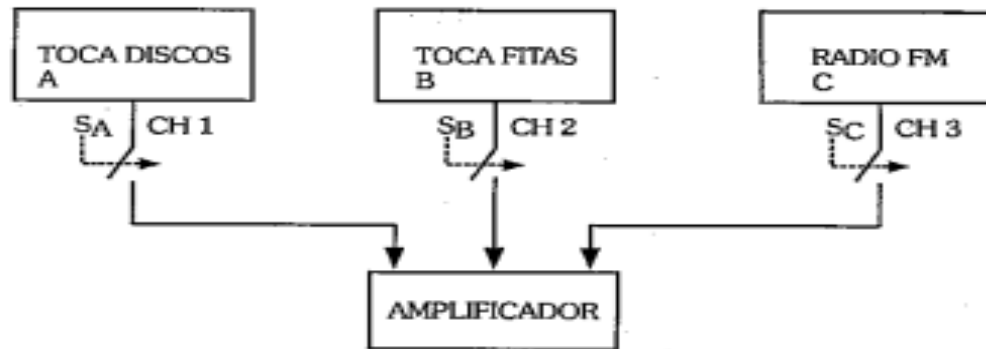 TOCA DISCOS
A
TOCA FITAS
B
RADIO FM
C
SA CH 1
SB CH 2
SC CH 3
AMPLIFICADOR